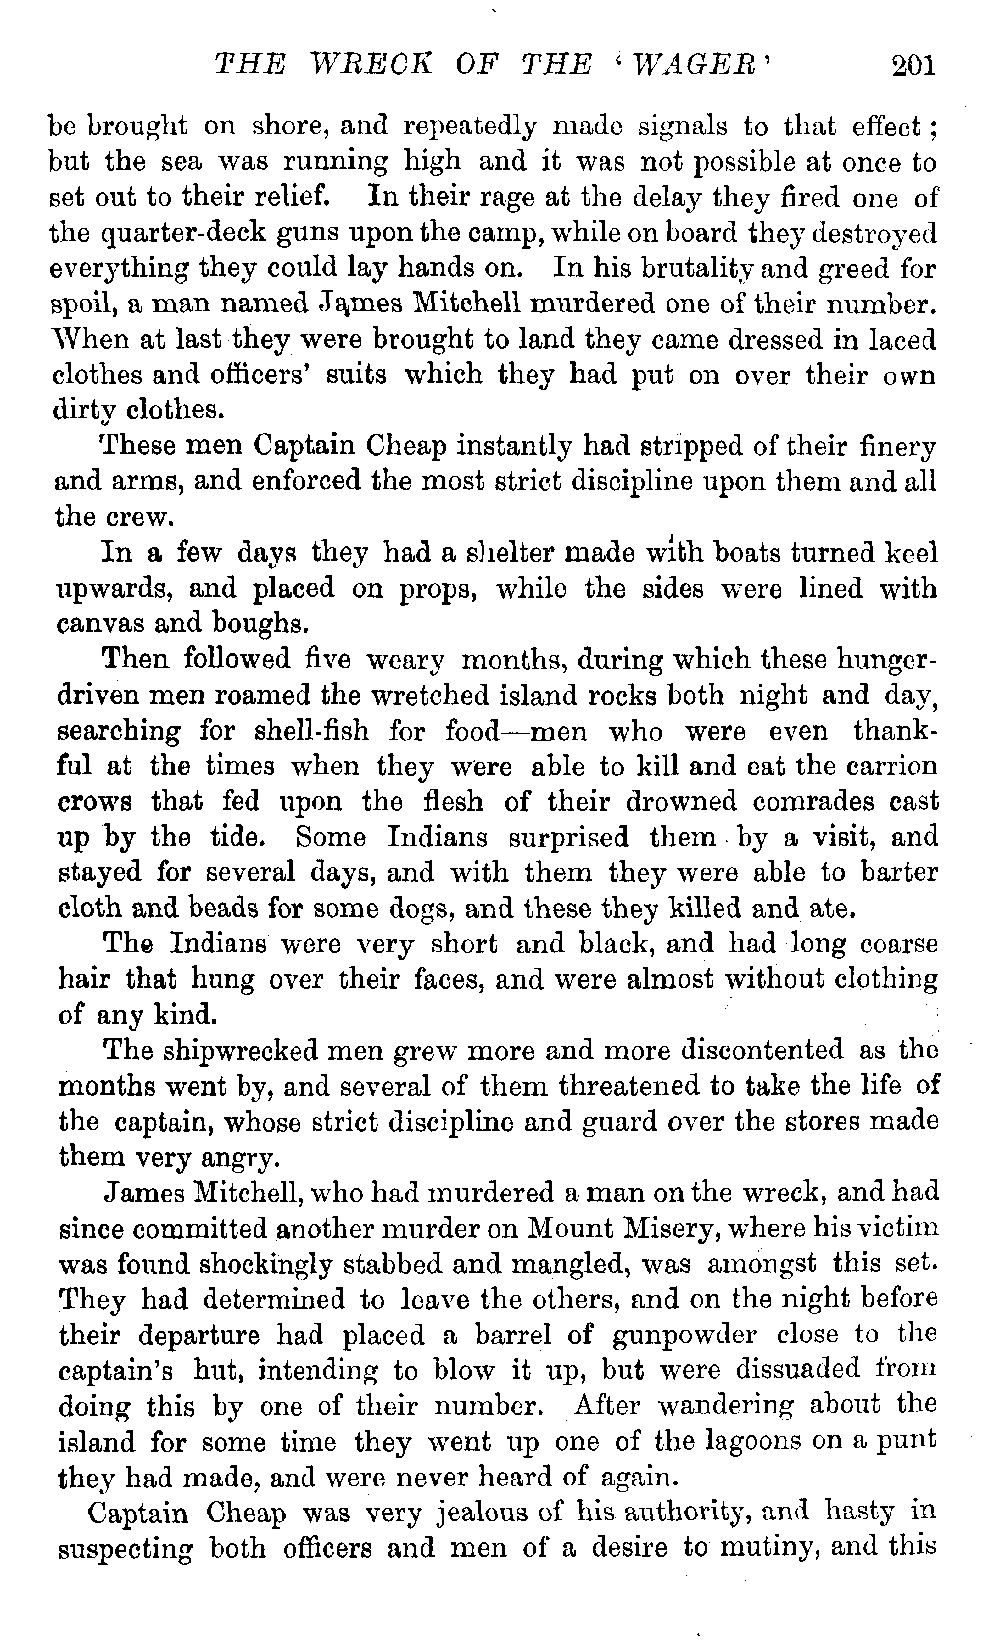 THE WRECK OF THE ‘WAGER’ 201
be brought on shore, and repeatedly made signals to that effect ;
but the sea was running high and it was not possible at once to
set out to their relief. In their rage at the delay they fired one of
the quarter-deck guns upon the camp, while on board they destroyed
everything they could lay hands on. In his brutality and greed for
spoil, a man named James Mitchell murdered one of their number.
When at last they were brought to land they came dressed in laced
clothes and officers’ suits which they had put on over their own
dirty clothes.
These men Captain Cheap instantly had stripped of their finery
and arms, and enforced the most strict discipline upon them and all
the crew.
In a few days they had a shelter made with boats turned keel
upwards, and placed on props, while the sides were lined with
canvas and boughs.
Then followed five weary months, during which these hunger-
driven men roamed the wretched island rocks both night and day,
searching for shell-fish for food—men who were even thank-
ful at the times when they were able to kill and eat the carrion
crows that fed upon the flesh of their drowned comrades cast
up by the tide. Some Indians surprised them by a visit, and
stayed for several days, and with them they were able to barter
cloth and beads for some dogs, and these they killed and ate.
The Indians were very short and black, and had long coarse
hair that hung over their faces, and were almost without clothing
of any kind.
The shipwrecked men grew more and more discontented as the
months went by, and several of them threatened to take the life of
the captain, whose strict discipline and guard over the stores made
them very angry.
James Mitchell, who had murdered a man on the wreck, and had
since committed another murder on Mount Misery, where his victim
was found shockingly stabbed and mangled, was amongst this set.
They had determined to leave the others, and on the night before
their departure had placed a barrel of gunpowder close to the
captain’s hut, intending to blow it up, but were dissuaded from
doing this by one of their number. After wandering about the
island for some time they went up one of the lagoons on a punt
they had made, and were never heard of again.
Captain Cheap was very jealous of his authority, and hasty in
suspecting both officers and men of a desire to mutiny, and this